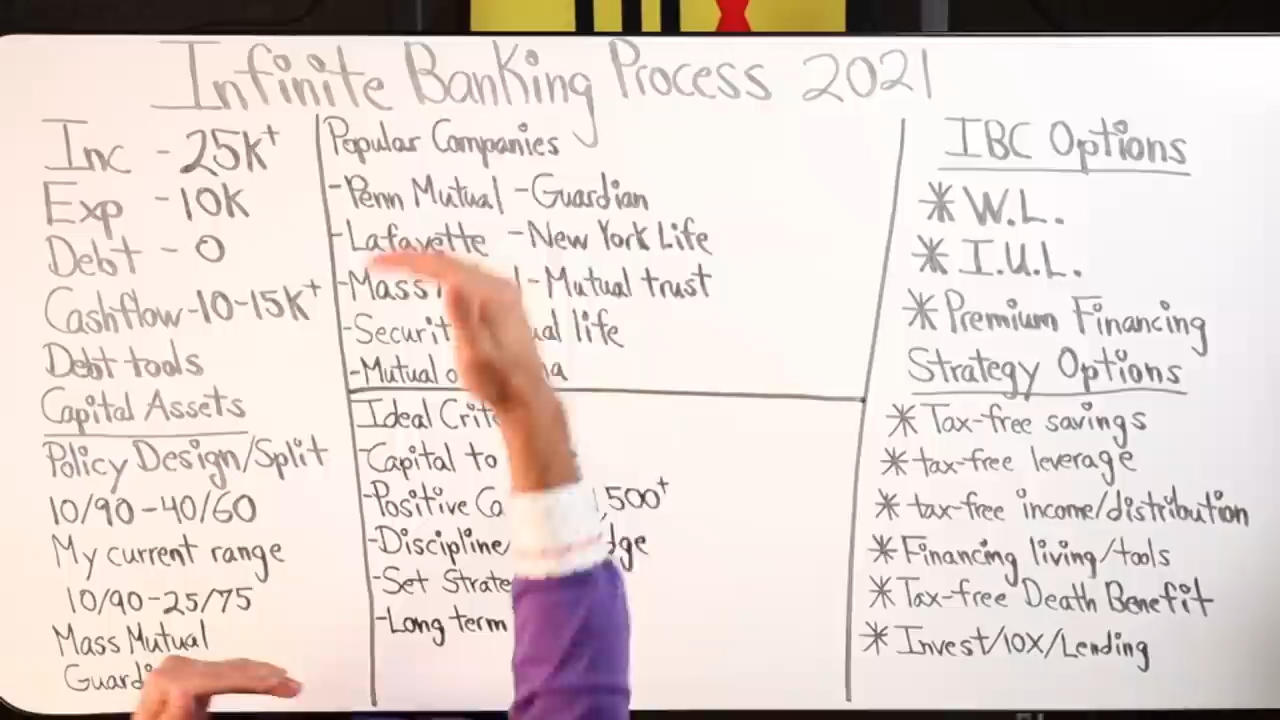 Infinite Banking Process 2021
Inc - 25K+
Exp - 10K
Debt - 0
Cashflow-10-15K+
Debt tools
Capital Assets
Policy Design/Split
10/90-40/60
My current range
10/90-25/75
Mass Mutual
Popular Companies
-Penn Mutual -Guardian
-Lafayette -New York Life
-Mass -Mutual trust
life
-Mutual
Ideal
-Capital to
-Positive ,500+
-Discipline/
-Set
-Long term
IBC Options
* W.L.
* I.U.L.
* Premium Financing
Strategy Options
* Tax-free savings
* tax-free leverage
* tax-free income/distribution
* Financing living/tools
* Tax-free Death Benefit
* Invest/10X/Lending